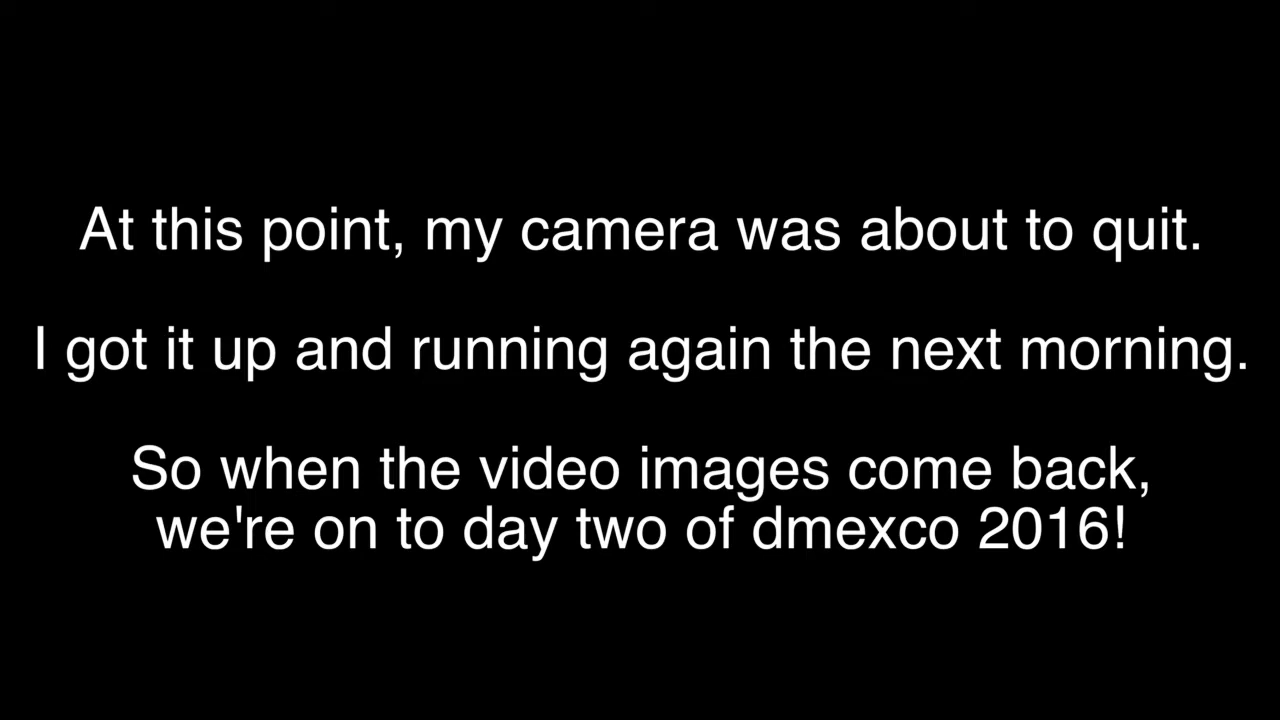 At this point, my camera was about to quit.
I got it up and running again the next morning.
So when the video images come back,
we're on to day two of dmexco 2016!